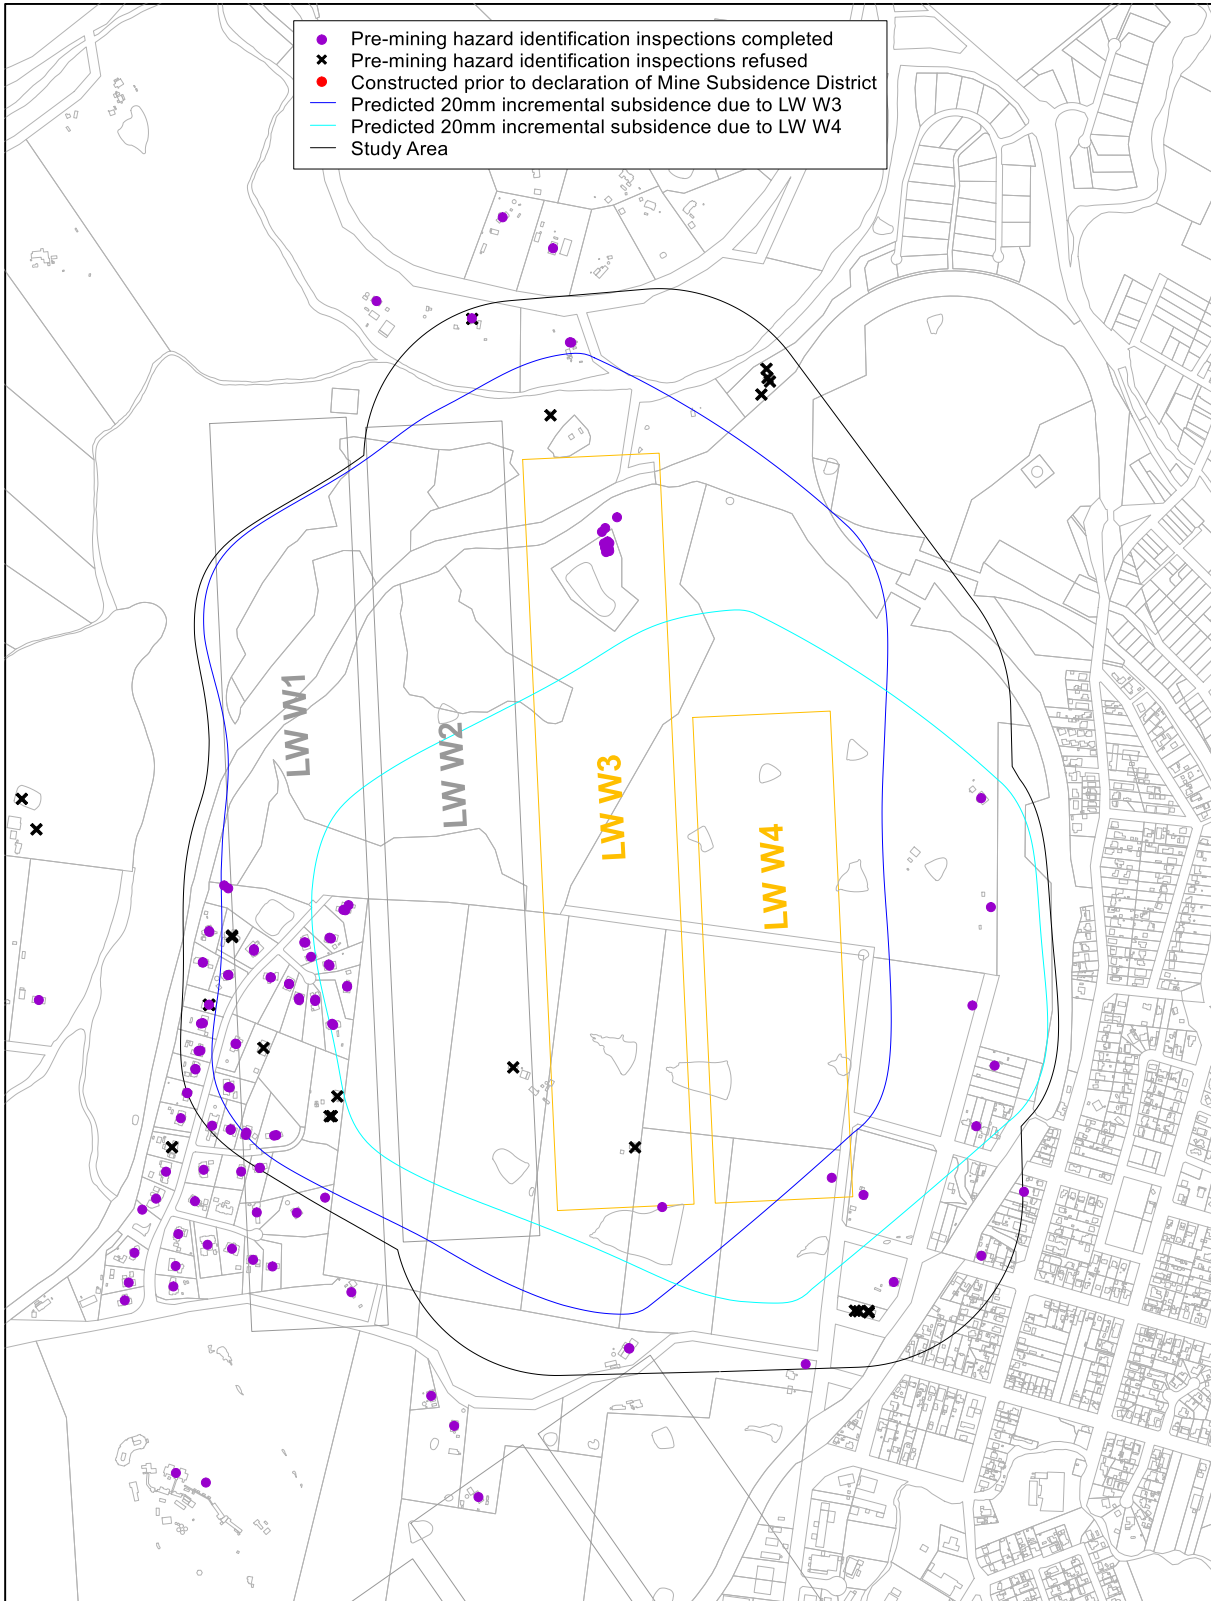 Pre-mining hazard identification inspections completed
Pre-mining hazard identification inspections refused
Constructed prior to declaration of Mine Subsidence District
Predicted 20mm incremental subsidence due to LW W3
Predicted 20mm incremental subsidence due to LW W4
Study Area
LW W1
LW W2
LW W3
LW W4